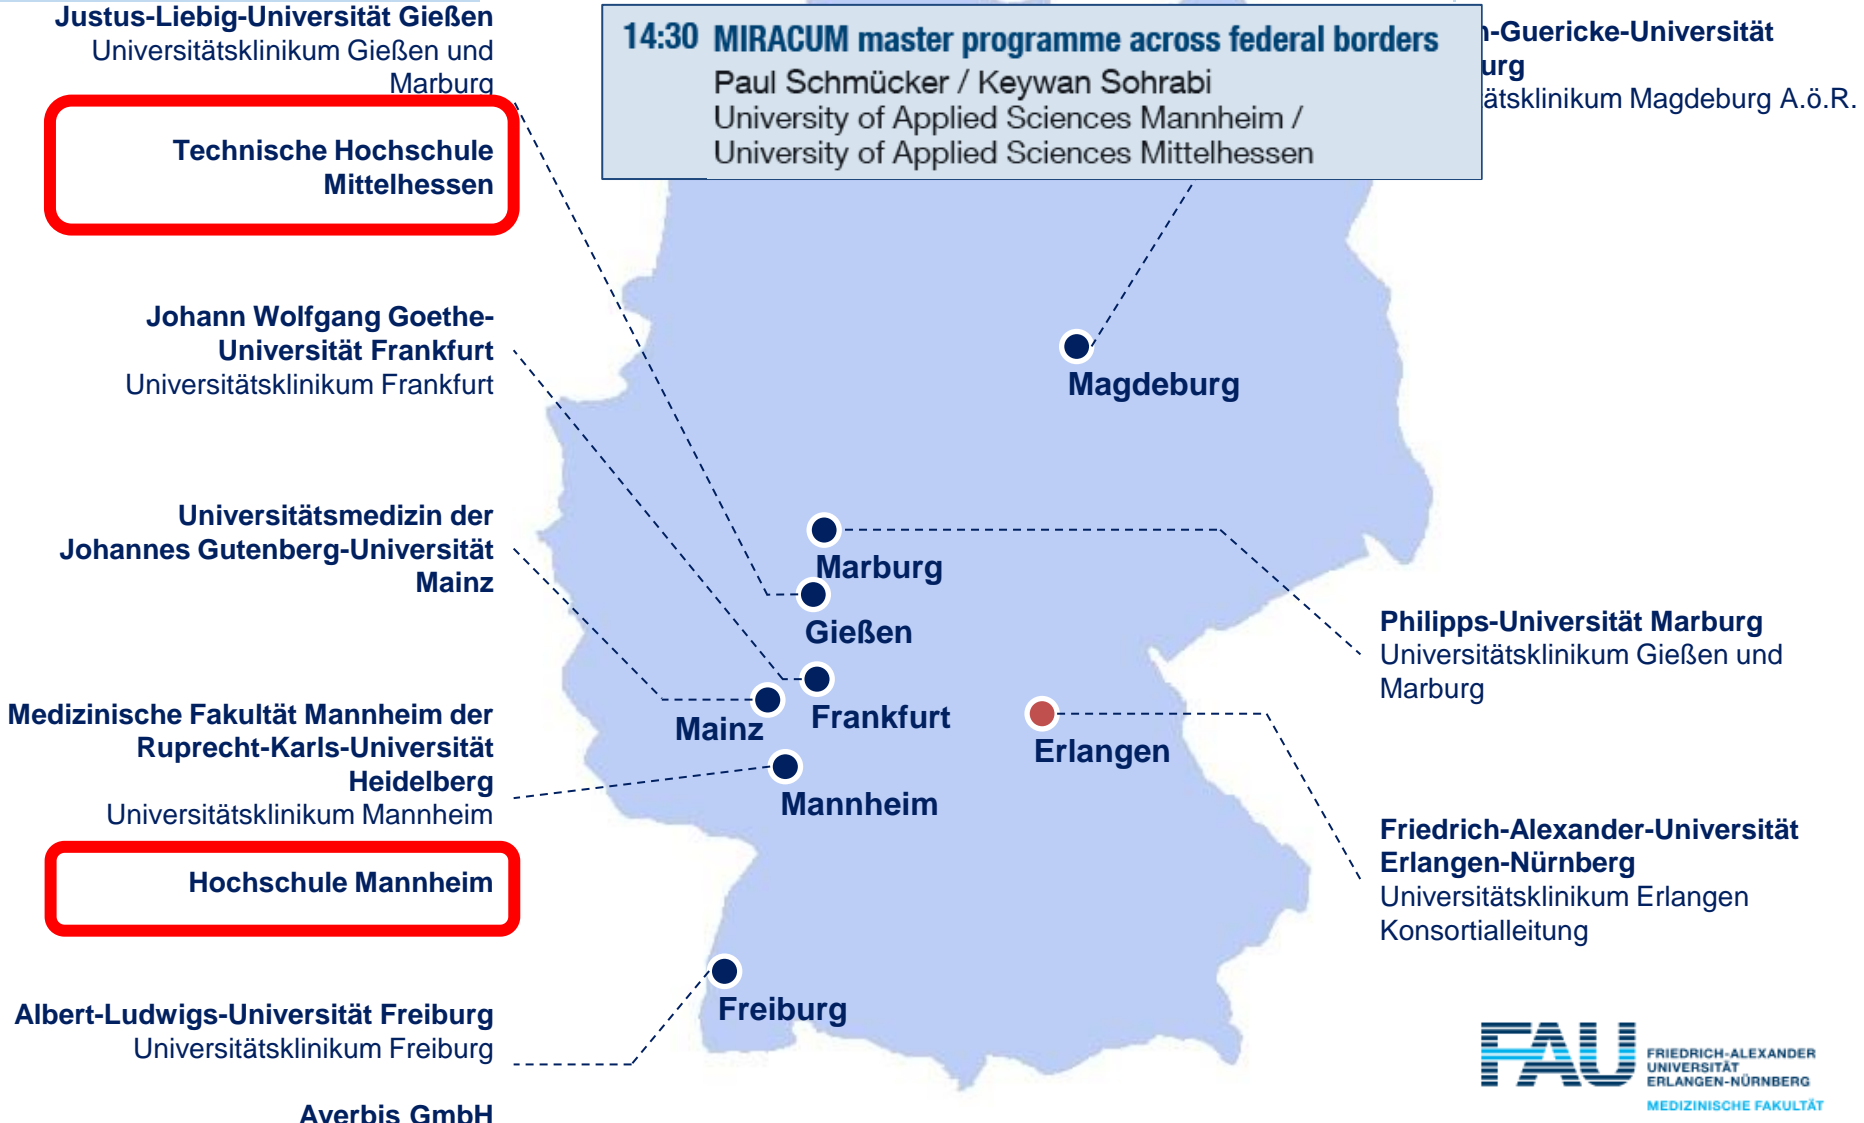 Justus-Liebig-Universität Gießen
Universitätsklinikum Gießen und
Marburg
Technische Hochschule
Mittelhessen
Johann Wolfgang Goethe-
Universität Frankfurt
Universitätsklinikum Frankfurt
Universitätsmedizin der
Johannes Gutenberg-Universität
Mainz
Medizinische Fakultät Mannheim der
Ruprecht-Karls-Universität
Heidelberg
Universitätsklinikum Mannheim
Hochschule Mannheim
Albert-Ludwigs-Universität Freiburg
Universitätsklinikum Freiburg
Averbis GmbH
14:30 MIRACUM master programme across federal borders
Paul Schmücker / Keywan Sohrabi
University of Applied Sciences Mannheim /
University of Applied Sciences Mittelhessen
Magdeburg
Marburg
Gießen
Frankfurt
Mainz
Erlangen
Mannheim
Freiburg
n-Guericke-Universität
urg
ätsklinikum Magdeburg A.ö.R.
Philipps-Universität Marburg
Universitätsklinikum Gießen und
Marburg
Friedrich-Alexander-Universität
Erlangen-Nürnberg
Universitätsklinikum Erlangen
Konsortialleitung
FAU
FRIEDRICH-ALEXANDER
UNIVERSITÄT
ERLANGEN-NÜRNBERG
MEDIZINISCHE FAKULTÄT